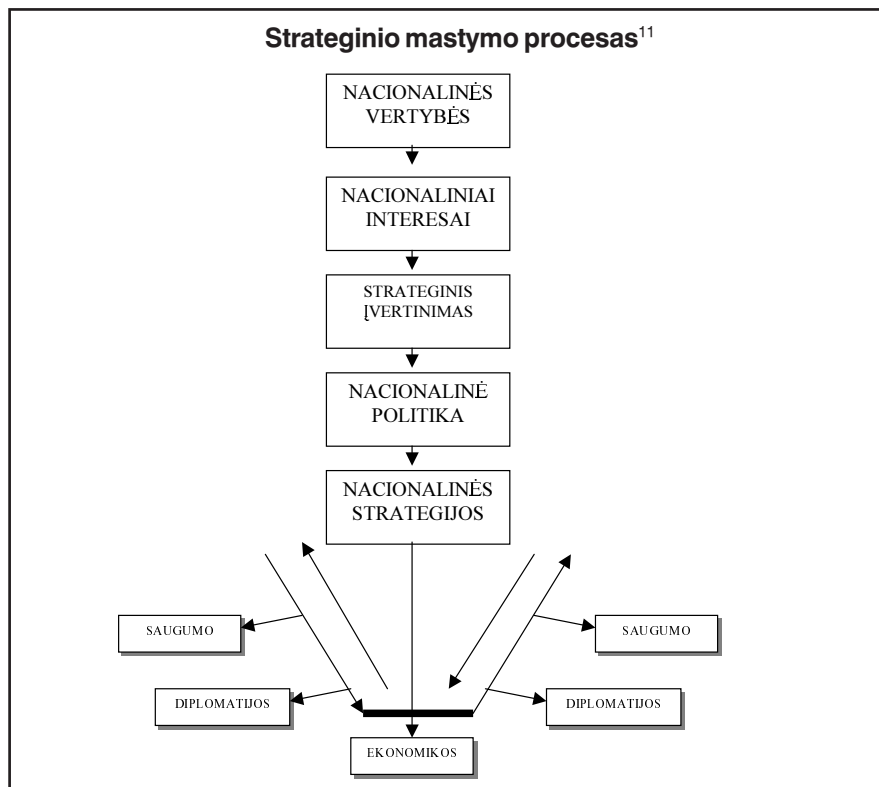 Strateginio mastymo procesas11
NACIONALINĖS
VERTYBĖS
NACIONALINIAI
INTERESAI
STRATEGINIS
ĮVERTINIMAS
NACIONALINĖ
POLITIKA
NACIONALINĖS
STRATEGIJOS
SAUGUMO
SAUGUMO
DIPLOMATIJOS
DIPLOMATIJOS
EKONOMIKOS